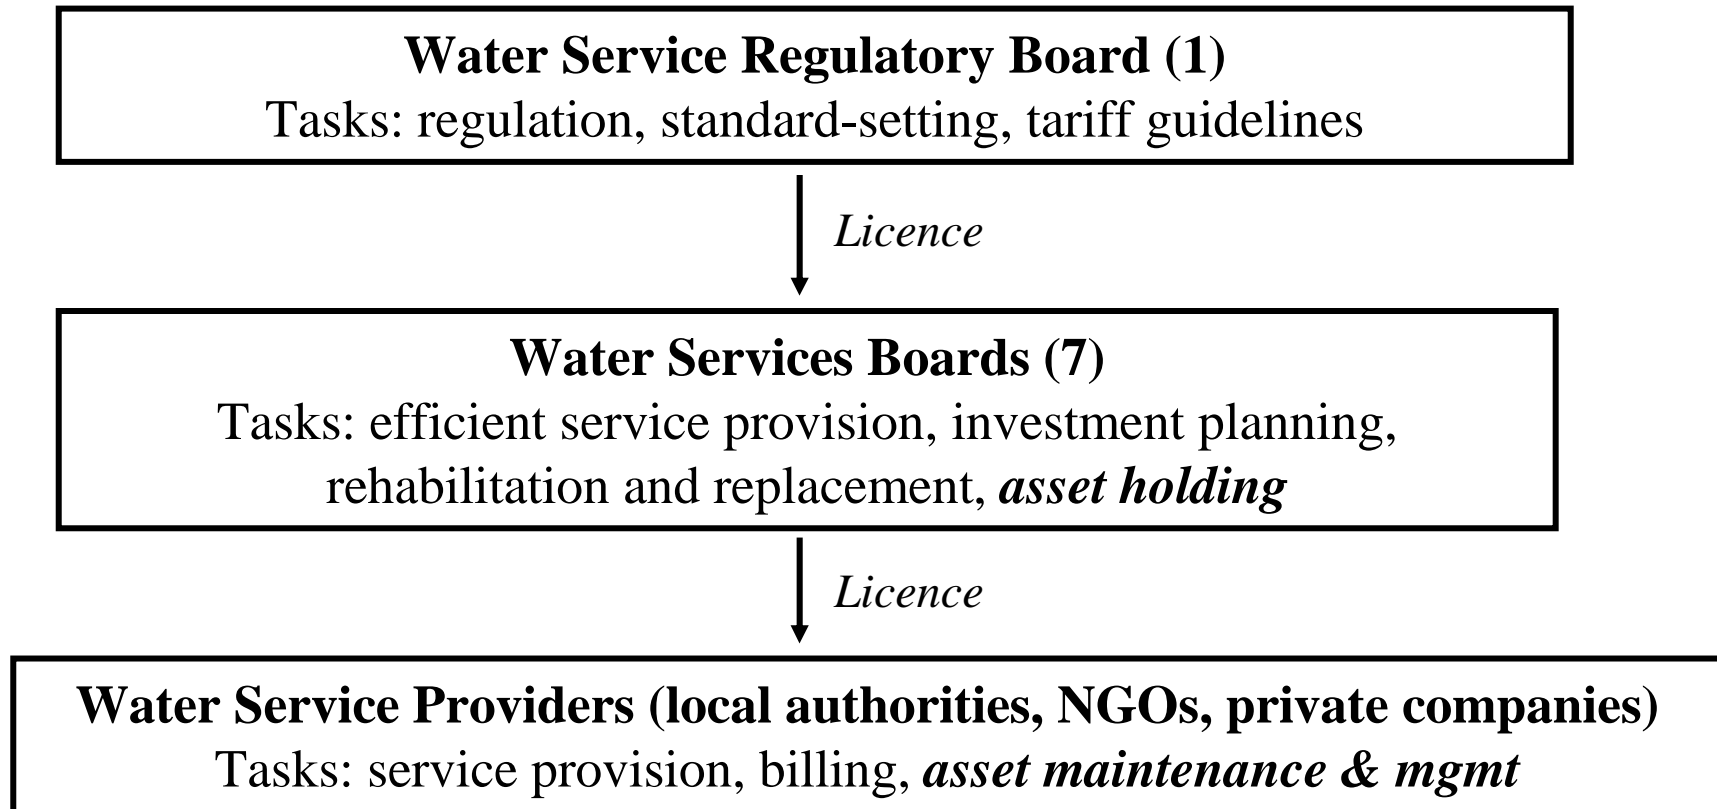 Water Service Regulatory Board (1)
Tasks: regulation, standard-setting, tariff guidelines
Licence
Water Services Boards (7)
Tasks: efficient service provision, investment planning,
rehabilitation and replacement, asset holding
Licence
Water Service Providers (local authorities, NGOs, private companies)
Tasks: service provision, billing, asset maintenance & mgmt